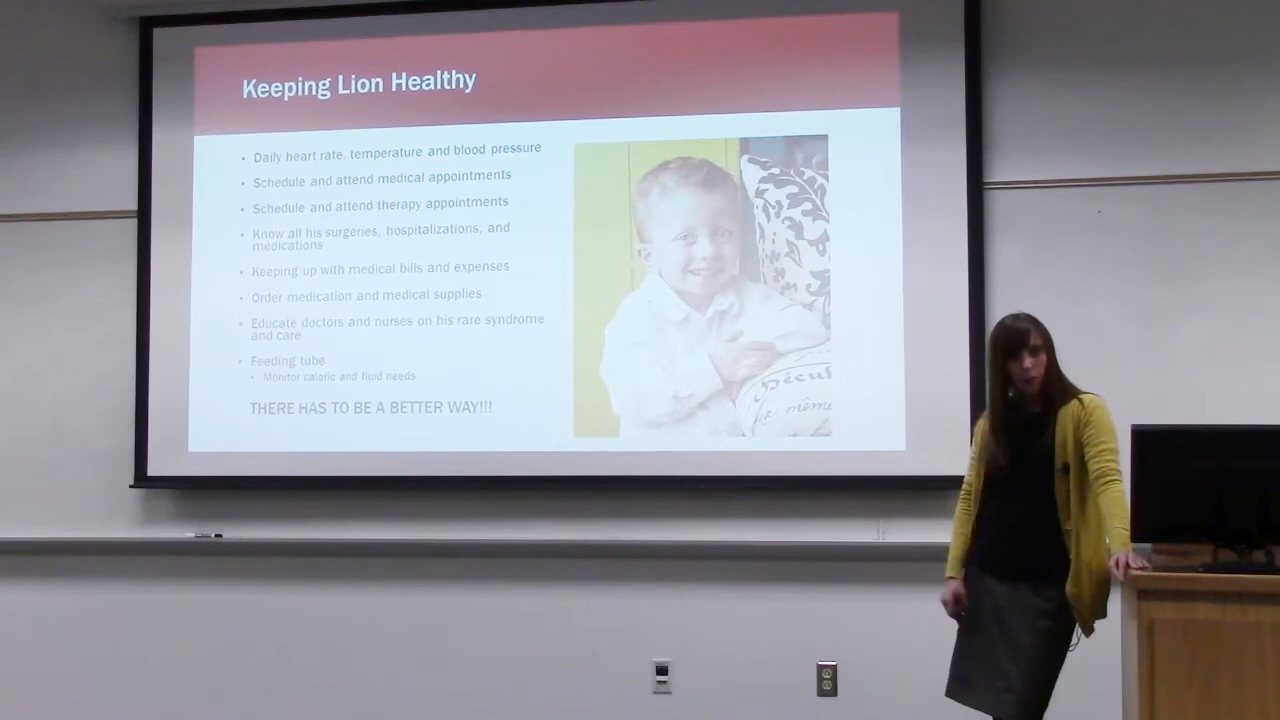 Keeping Lion Healthy
• Daily heart rate, temperature and blood pressure
• Schedule and attend medical appointments
• Schedule and attend therapy appointments
• Know all his surgeries, hospitalizations, and
medications
• Keeping up with medical bills and expenses
• Order medication and medical supplies
• Educate doctors and nurses on his rare syndrome
and care
• Feeding tube
• Monitor caloric and fluid needs
THERE HAS TO BE A BETTER WAY!!!
même